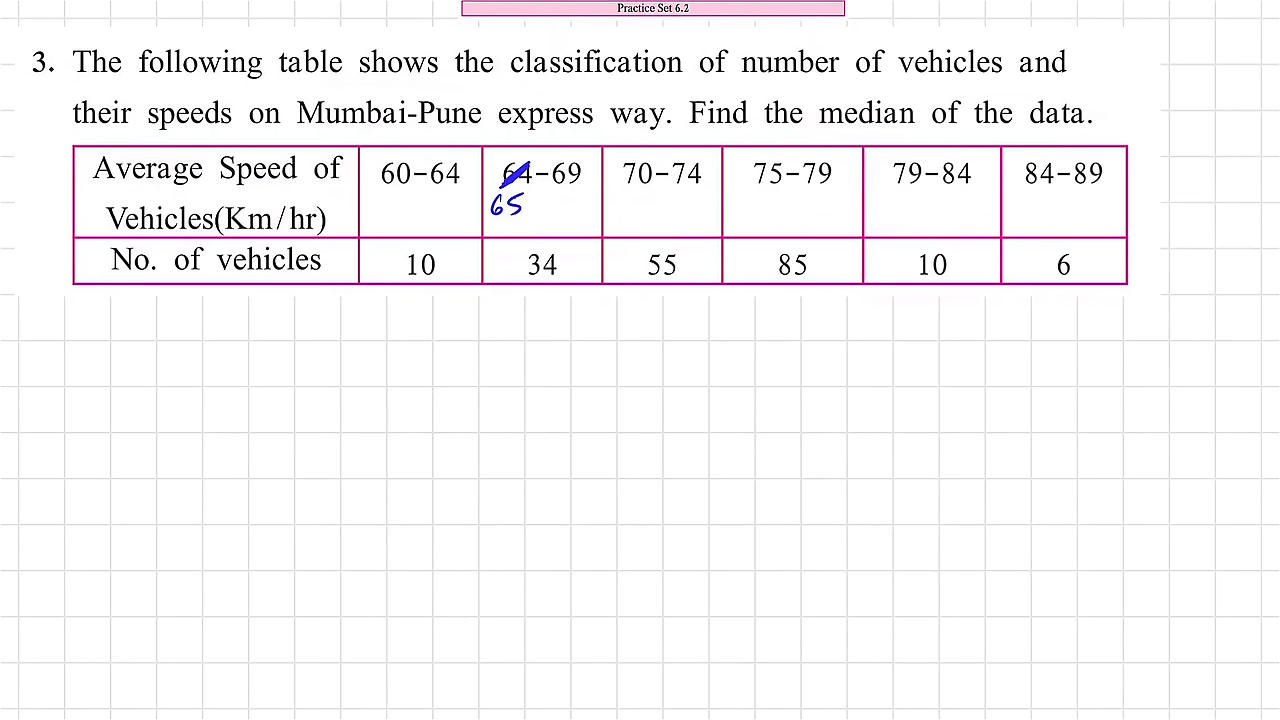 Practice Set 6.2
3. The following table shows the classification of number of vehicles and
their speeds on Mumbai-Pune express way. Find the median of the data.
Average Speed of Vehicles(Km/hr) 60-64 64-69 70-74 75-79 79-84 84-89
65
No. of vehicles 10 34 55 85 10 6